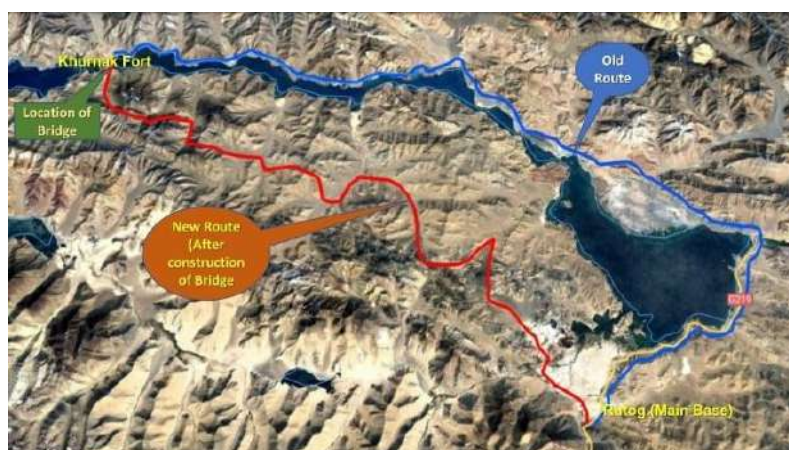 Khurnak Fort
Location of
Bridge
Old
Route
New Route
(After
construction
of Bridge
G219
Rutog (Main Base)